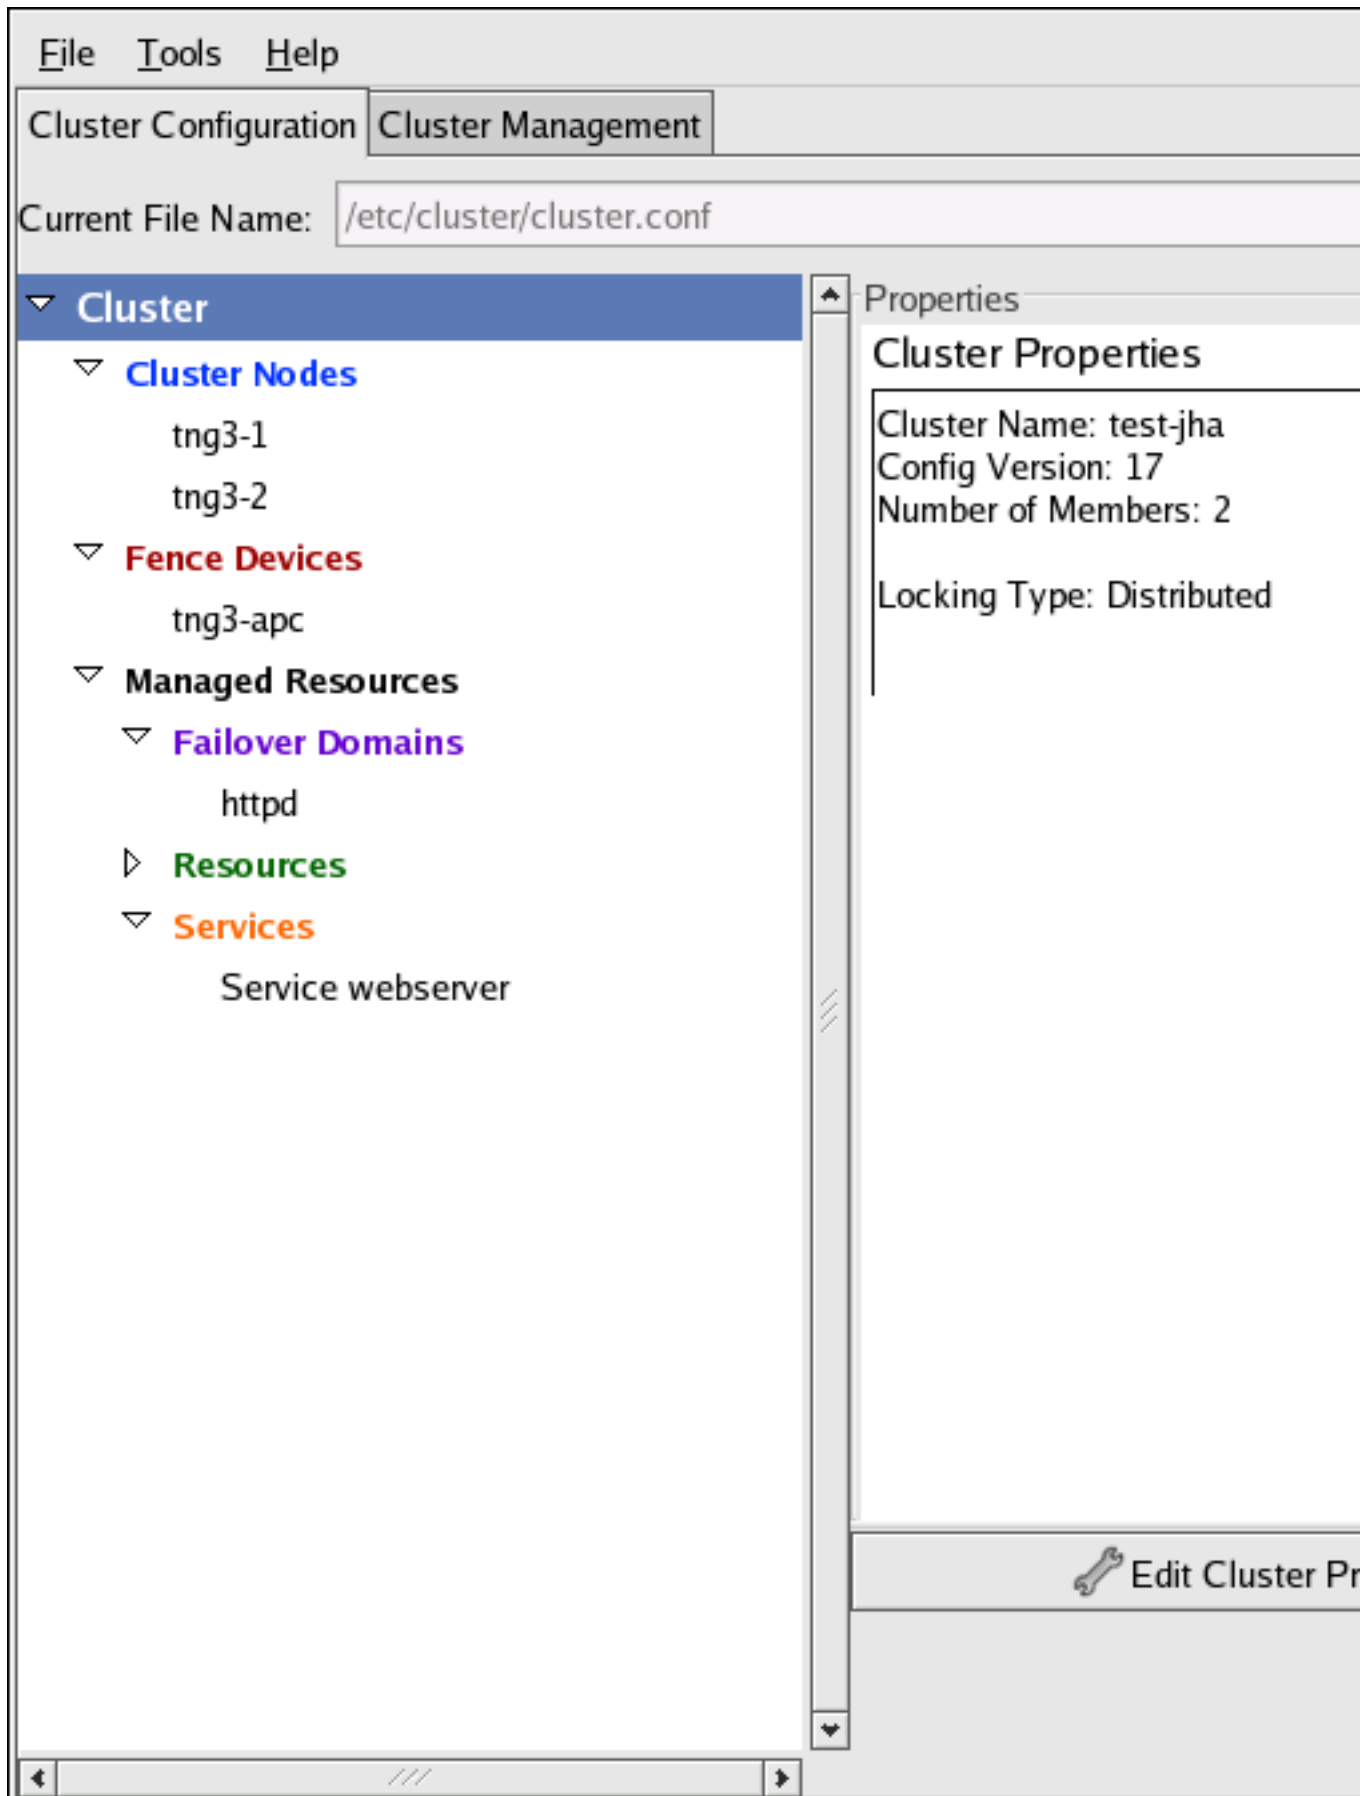 File Tools Help
Cluster Configuration Cluster Management
Current File Name: /etc/cluster/cluster.conf
Cluster
Cluster Nodes
tng3-1
tng3-2
Fence Devices
tng3-apc
Managed Resources
Failover Domains
httpd
Resources
Services
Service webserver
Properties
Cluster Properties
Cluster Name: test-jha
Config Version: 17
Number of Members: 2
Locking Type: Distributed
Edit Cluster Pr